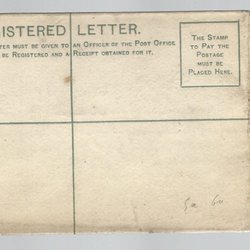 ISTERED LETTER.
TER MUST BE GIVEN TO AN OFFICER OF THE POST OFFICE
BE REGISTERED AND A RECEIPT OBTAINED FOR IT.
THE STAMP
TO PAY THE
POSTAGE
MUST BE
PLACED HERE.